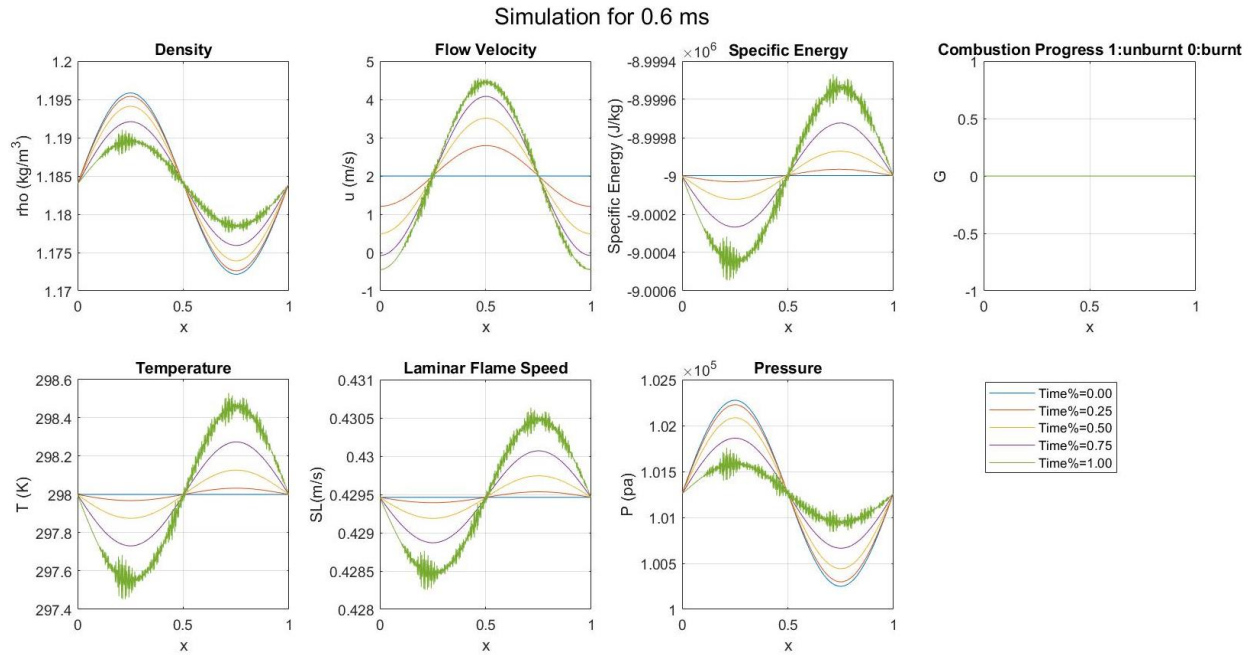 Simulation for 0.6 ms
Density
1.2
1.195
1.19
1.185
1.18
1.175
1.17
rho (kg/m³)
0
0.5
1
x
Flow Velocity
5
4
3
2
1
0
-1
u (m/s)
0
0.5
1
x
Specific Energy
×10⁶
-8.9994
-8.9996
-8.9998
-9
-9.0002
-9.0004
-9.0006
Specific Energy (J/kg)
0
0.5
1
x
Combustion Progress 1:unburnt 0:burnt
1
0.5
0
-0.5
-1
G
0
0.5
1
x
Temperature
298.6
298.4
298.2
298
297.8
297.6
297.4
T (K)
0
0.5
1
x
Laminar Flame Speed
0.431
0.4305
0.43
0.4295
0.429
0.4285
0.428
SL(m/s)
0
0.5
1
x
Pressure
×10⁵
1.025
1.02
1.015
1.01
1.005
1
P (pa)
0
0.5
1
x
Time%=0.00
Time%=0.25
Time%=0.50
Time%=0.75
Time%=1.00